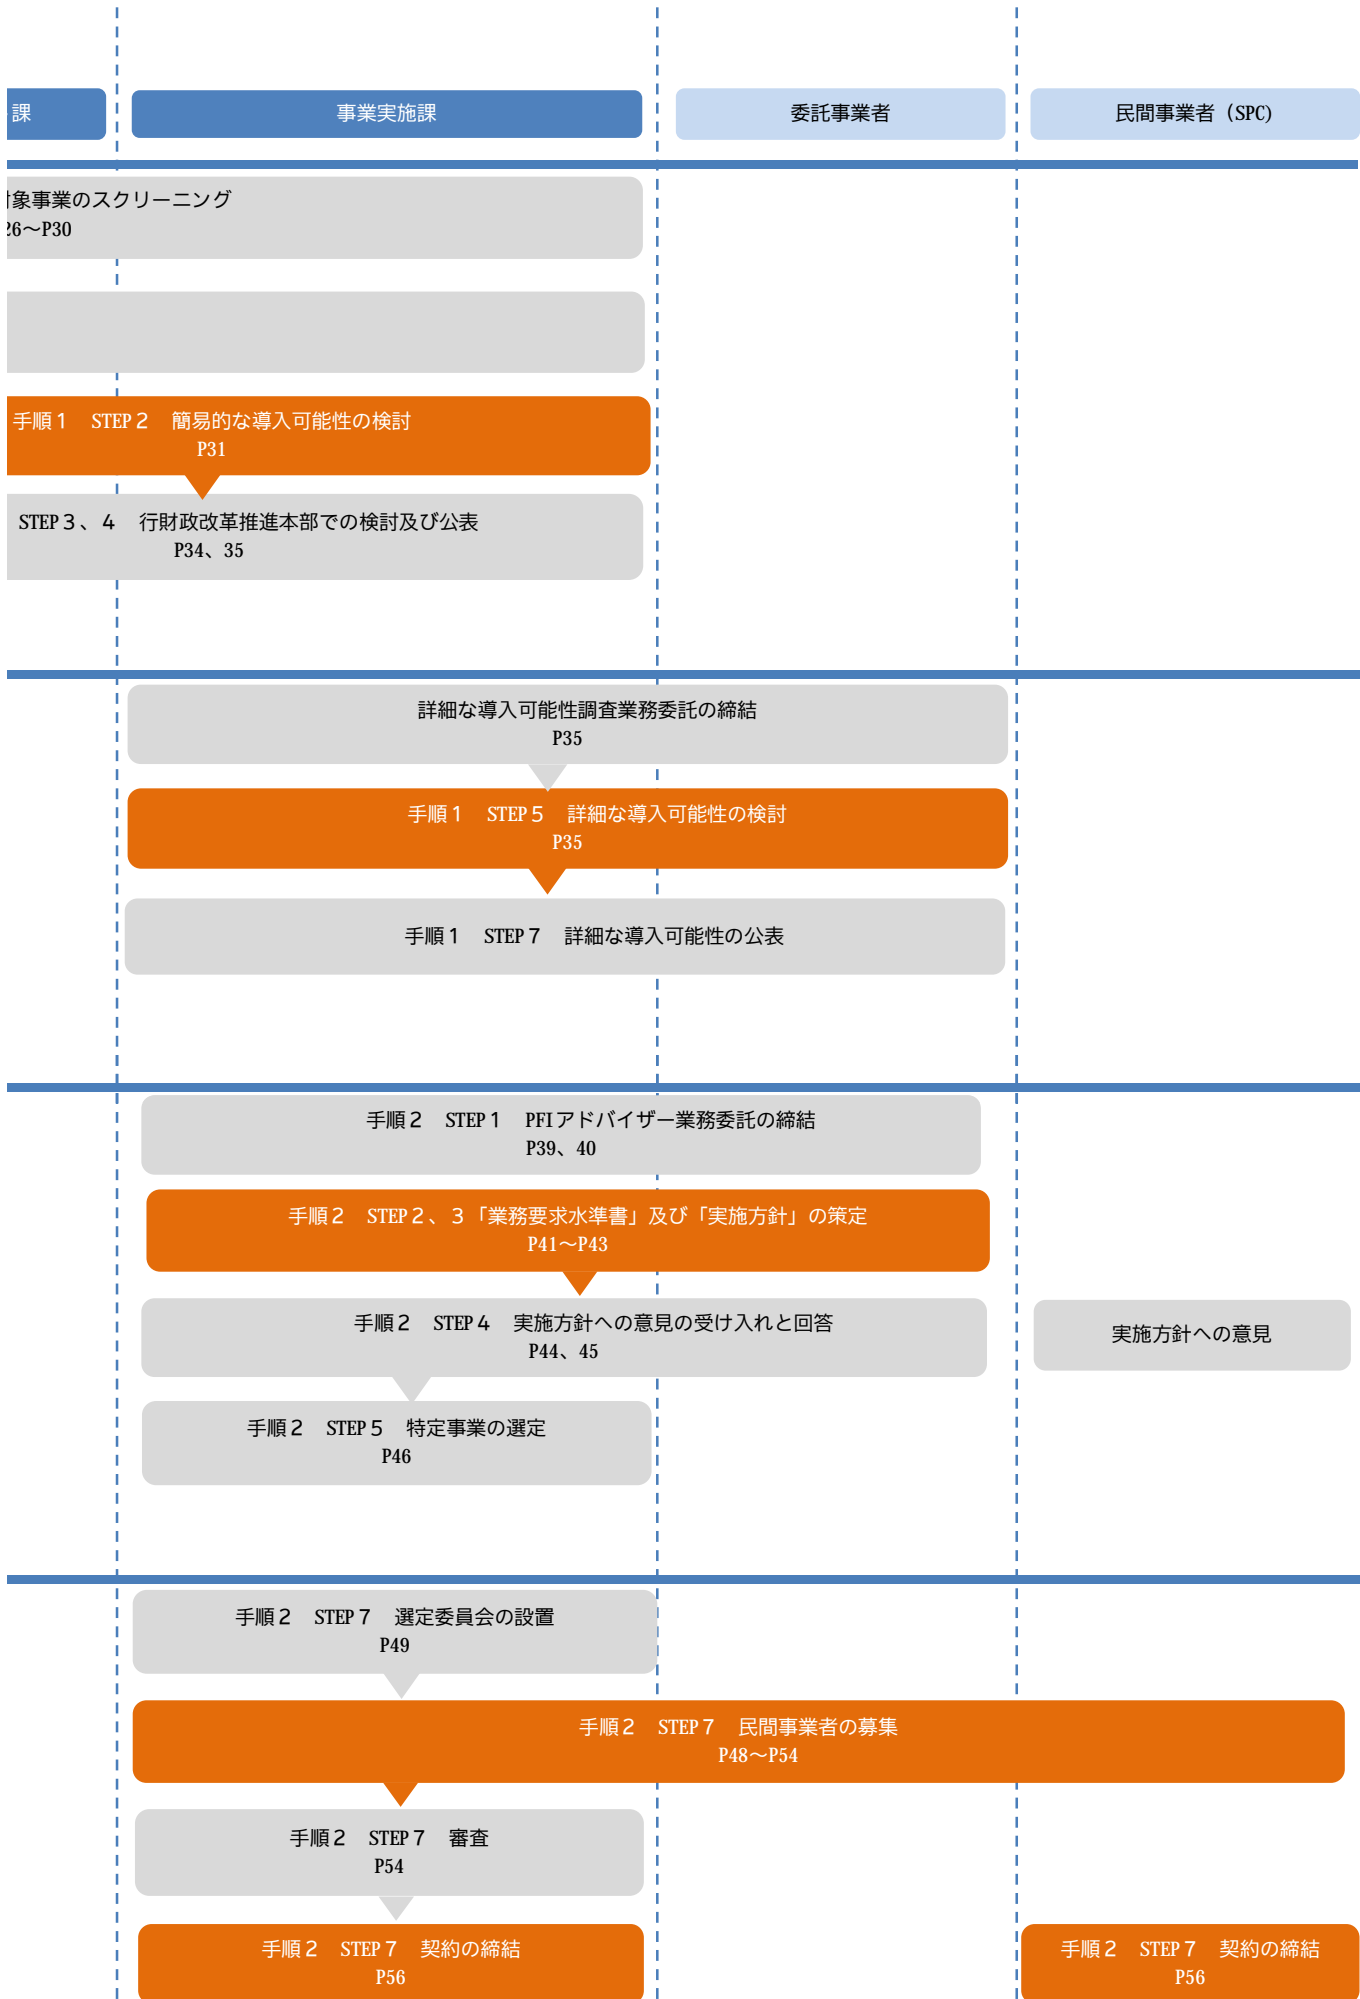 課
事業実施課
委託事業者
民間事業者（SPC)
象事業のスクリーニング
26～P30
手順１　STEP２　簡易的な導入可能性の検討
P31
STEP３、４　行財政改革推進本部での検討及び公表
P34、35
詳細な導入可能性調査業務委託の締結
P35
手順１　STEP５　詳細な導入可能性の検討
P35
手順１　STEP７　詳細な導入可能性の公表
手順２　STEP１　PFIアドバイザー業務委託の締結
P39、40
手順２　STEP２、３「業務要求水準書」及び「実施方針」の策定
P41～P43
手順２　STEP４　実施方針への意見の受け入れと回答
P44、45
実施方針への意見
手順２　STEP５　特定事業の選定
P46
手順２　STEP７　選定委員会の設置
P49
手順２　STEP７　民間事業者の募集
P48～P54
手順２　STEP７　審査
P54
手順２　STEP７　契約の締結
P56
手順２　STEP７　契約の締結
P56